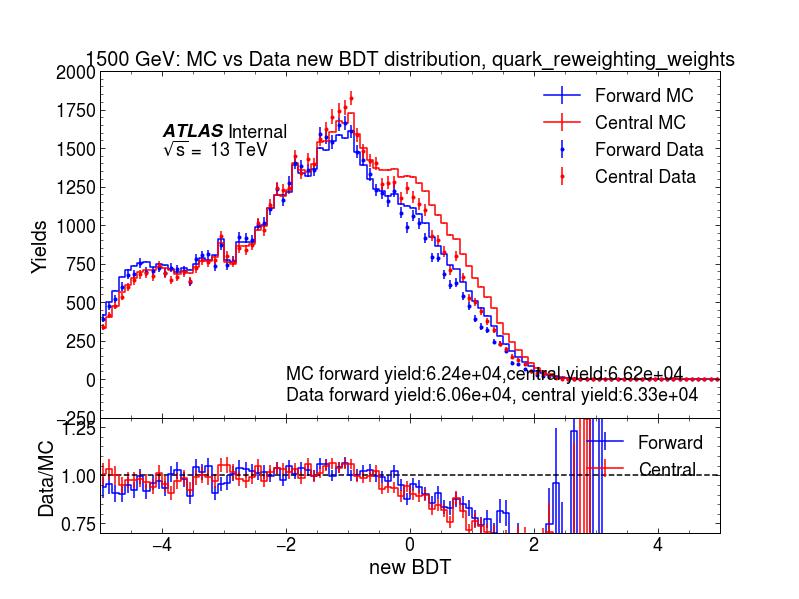 1500 GeV: MC vs Data new BDT distribution, quark_reweighting_weights
2000
1750
1500
1250
1000
750
500
250
0
−250
Yields
ATLAS Internal
√s = 13 TeV
Forward MC
Central MC
Forward Data
Central Data
MC forward yield:6.24e+04,central yield:6.62e+04
Data forward yield:6.06e+04, central yield:6.33e+04
1.25
1.00
0.75
Data/MC
Forward
Central
−4
−2
0
2
4
new BDT